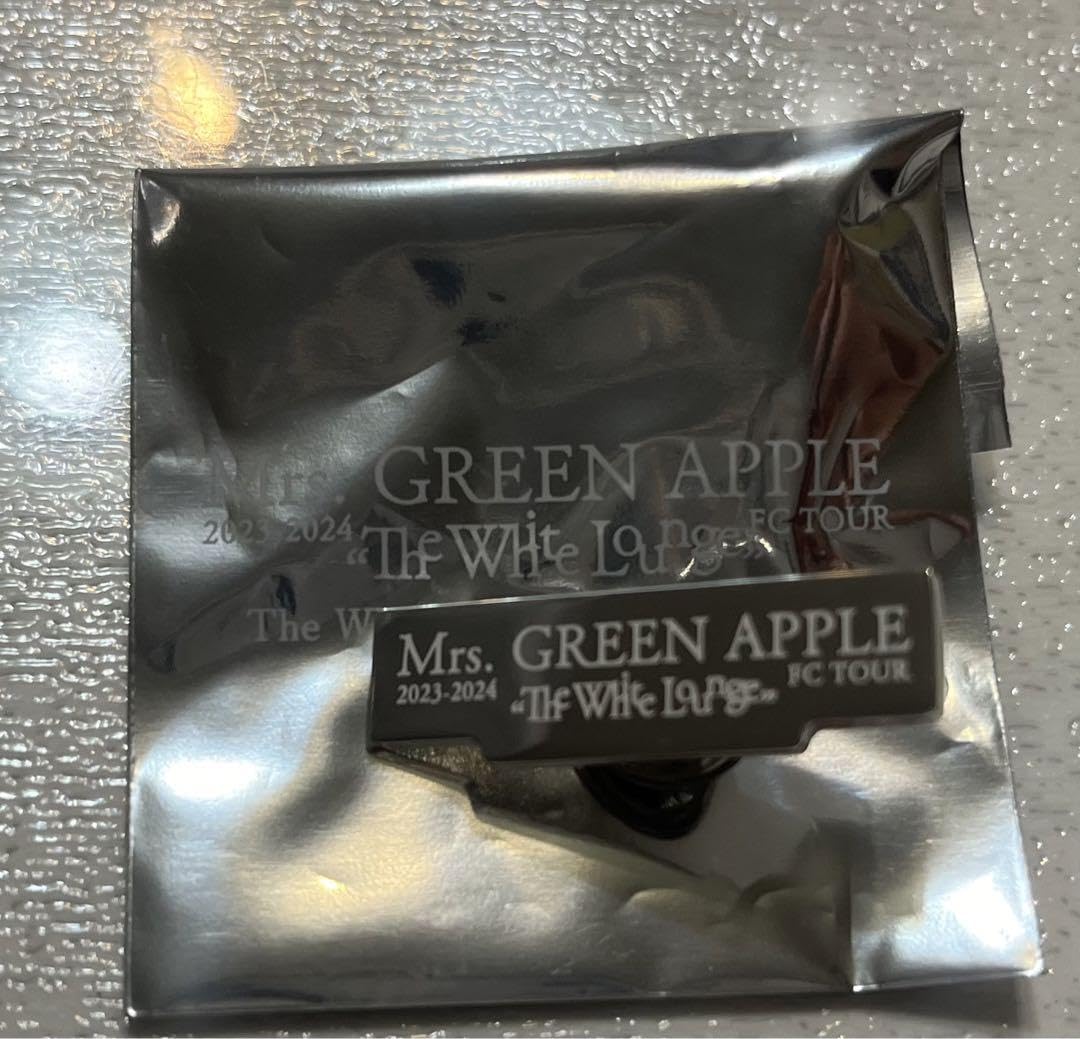 Mrs. GREEN APPLE
2023-2024 "The White Lounge" FC TOUR
The W
Mrs. GREEN APPLE
2023-2024 "The White Lounge" FC TOUR